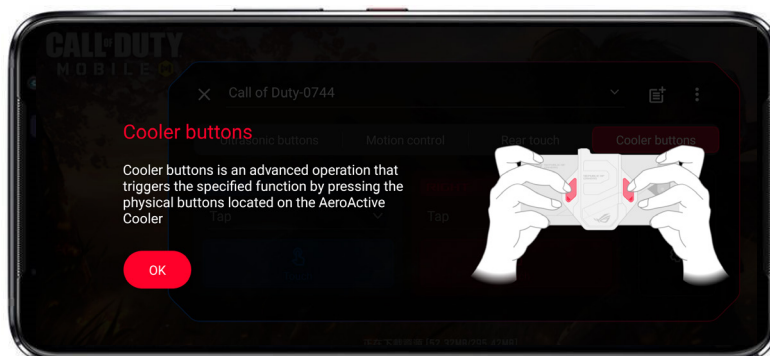 CALL OF DUTY
MOBILE
Call of Duty-0744
Cooler buttons
Ultrasonic buttons
Motion control
Rear touch
Cooler buttons
Cooler buttons is an advanced operation that
triggers the specified function by pressing the
physical buttons located on the AeroActive
Cooler
Tap
Tap
OK